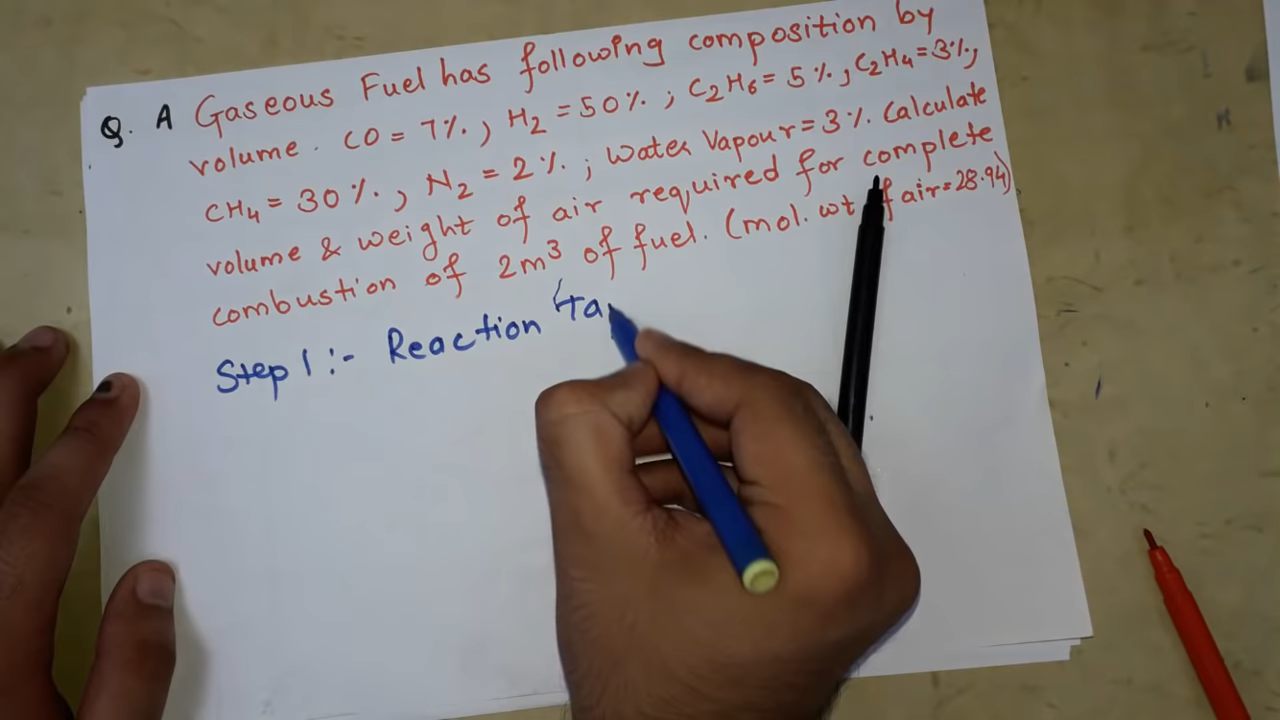 Q. A Gaseous Fuel has following composition by
volume. CO = 7%, H2 = 50%; C2H6 = 5%, C2H4 = 3%,
CH4 = 30%, N2 = 2%; Water Vapour = 3%. Calculate
volume & weight of air required for complete
combustion of 2m³ of fuel. (mol. wt of air = 28.94)
Step 1 :- Reaction (Ta